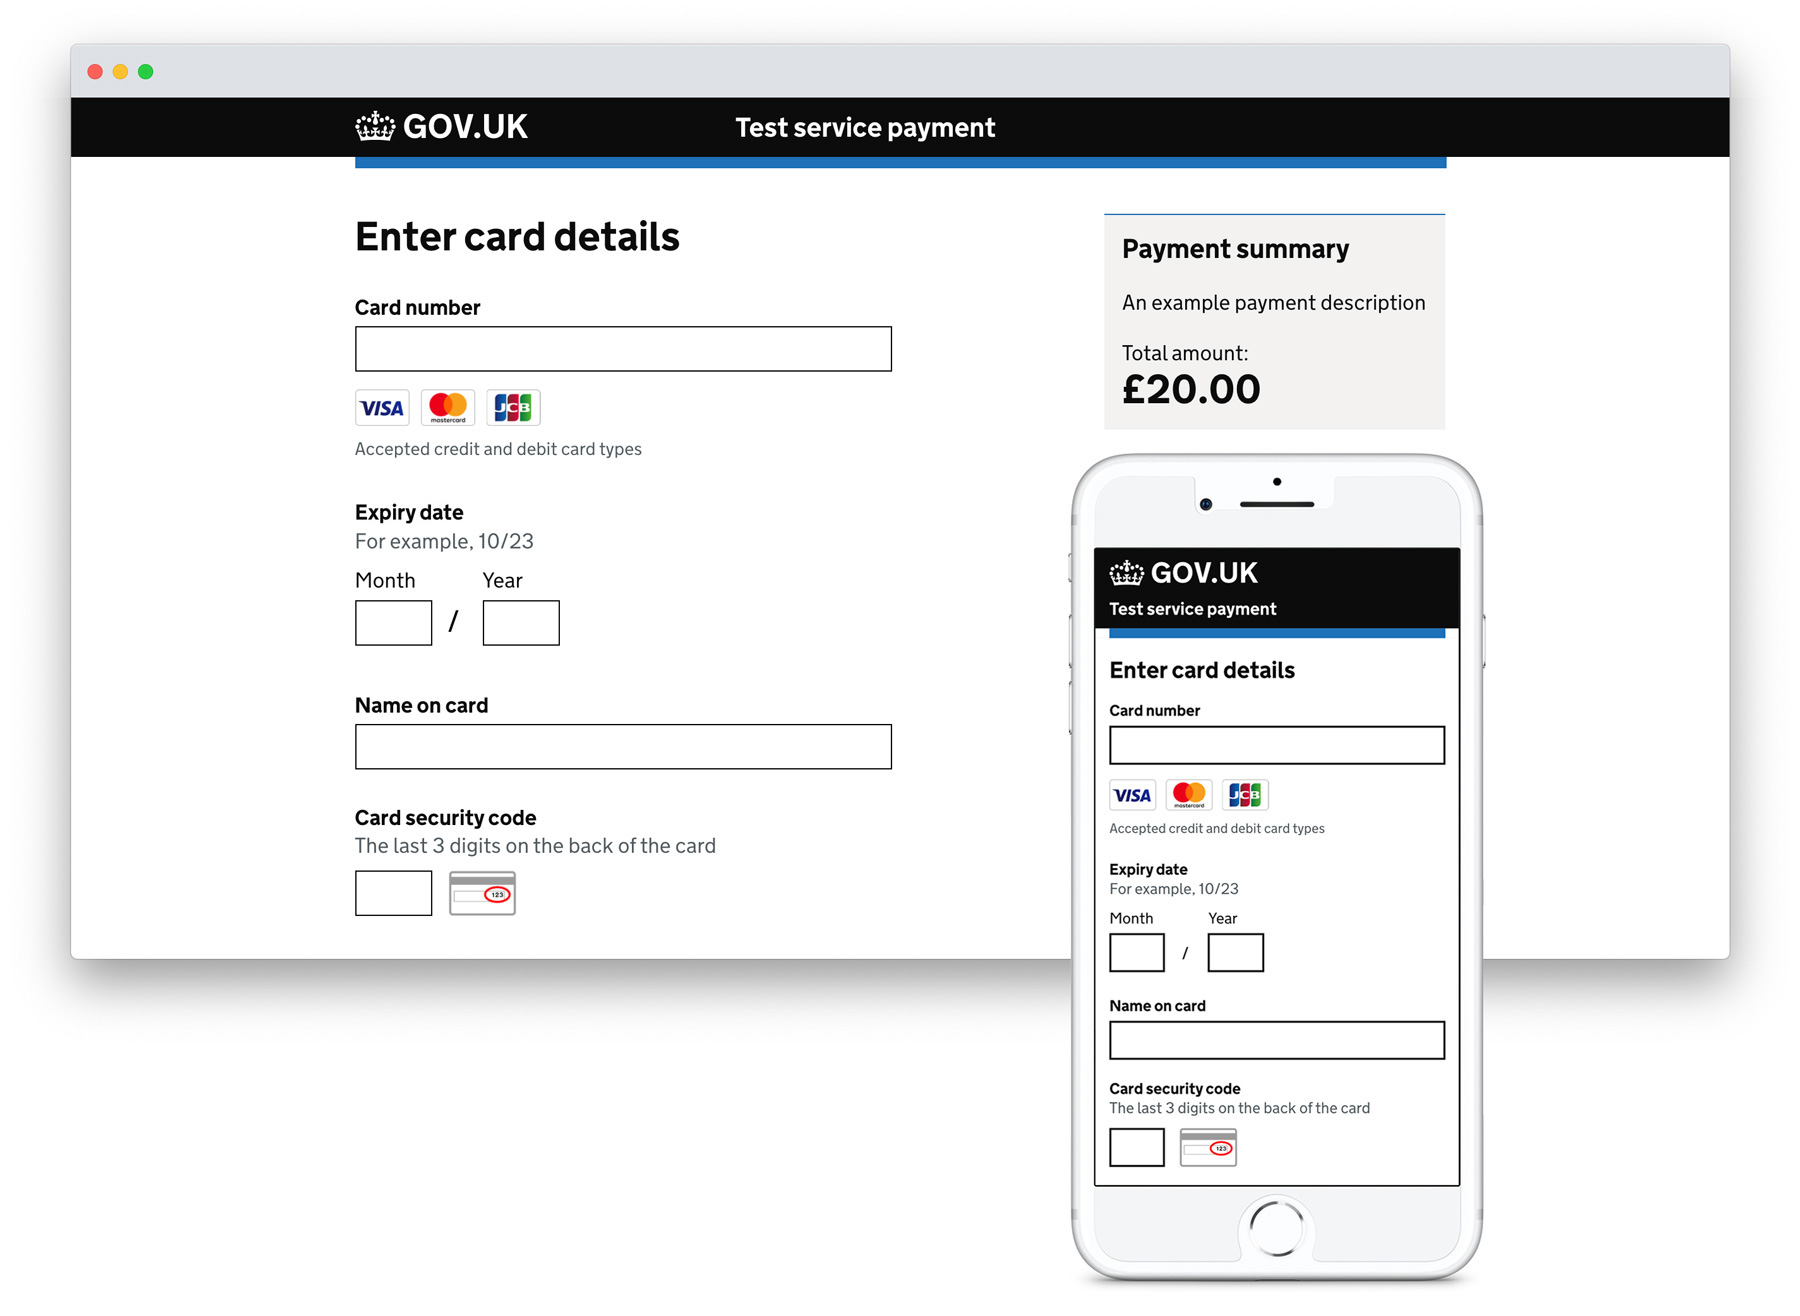 GOV.UK
Test service payment
Enter card details
Card number
VISA
mastercard
JCB
Accepted credit and debit card types
Expiry date
For example, 10/23
Month Year
/
Name on card
Card security code
The last 3 digits on the back of the card
123
Payment summary
An example payment description
Total amount:
£20.00
GOV.UK
Test service payment
Enter card details
Card number
VISA
mastercard
JCB
Accepted credit and debit card types
Expiry date
For example, 10/23
Month Year
/
Name on card
Card security code
The last 3 digits on the back of the card
123